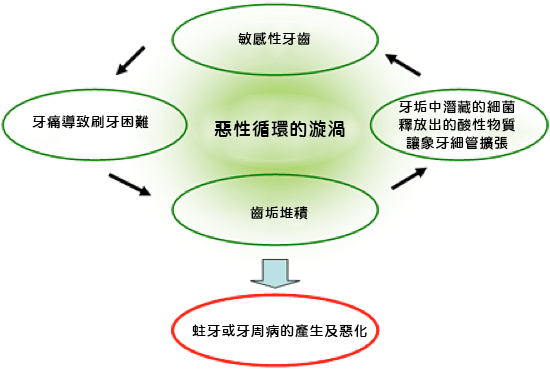 敏感性牙齒
牙痛導致刷牙困難
惡性循環的漩渦
牙垢中潛藏的細菌
釋放出的酸性物質
讓象牙細管擴張
齒垢堆積
蛀牙或牙周病的產生及惡化